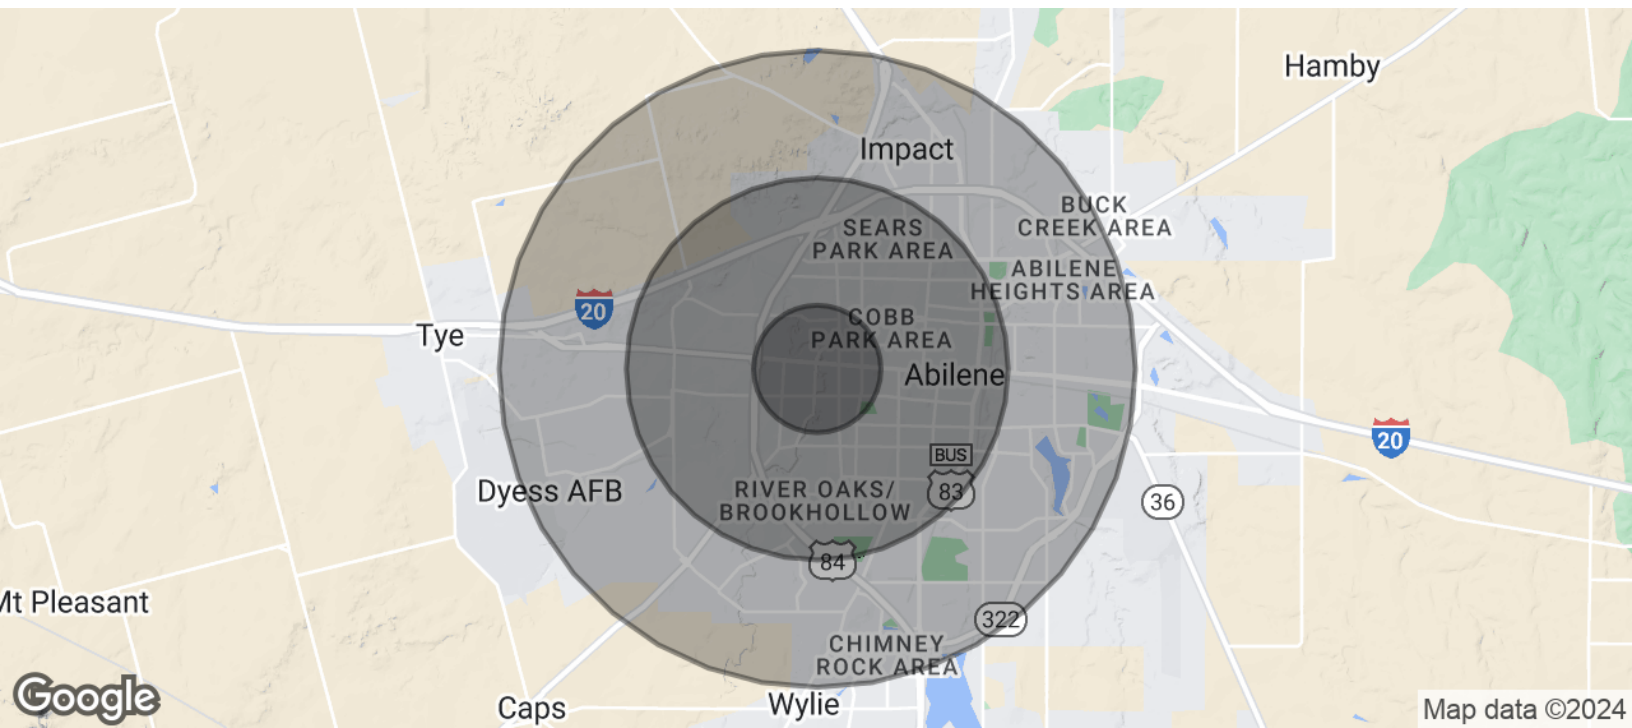 Hamby
Impact
BUCK
CREEK AREA
SEARS
PARK AREA
ABILENE
HEIGHTS AREA
20
COBB
PARK AREA
Tye
Abilene
20
BUS
83
Dyess AFB
RIVER OAKS/
BROOKHOLLOW
36
84
Mt Pleasant
322
CHIMNEY
ROCK AREA
Google
Caps
Wylie
Map data ©2024